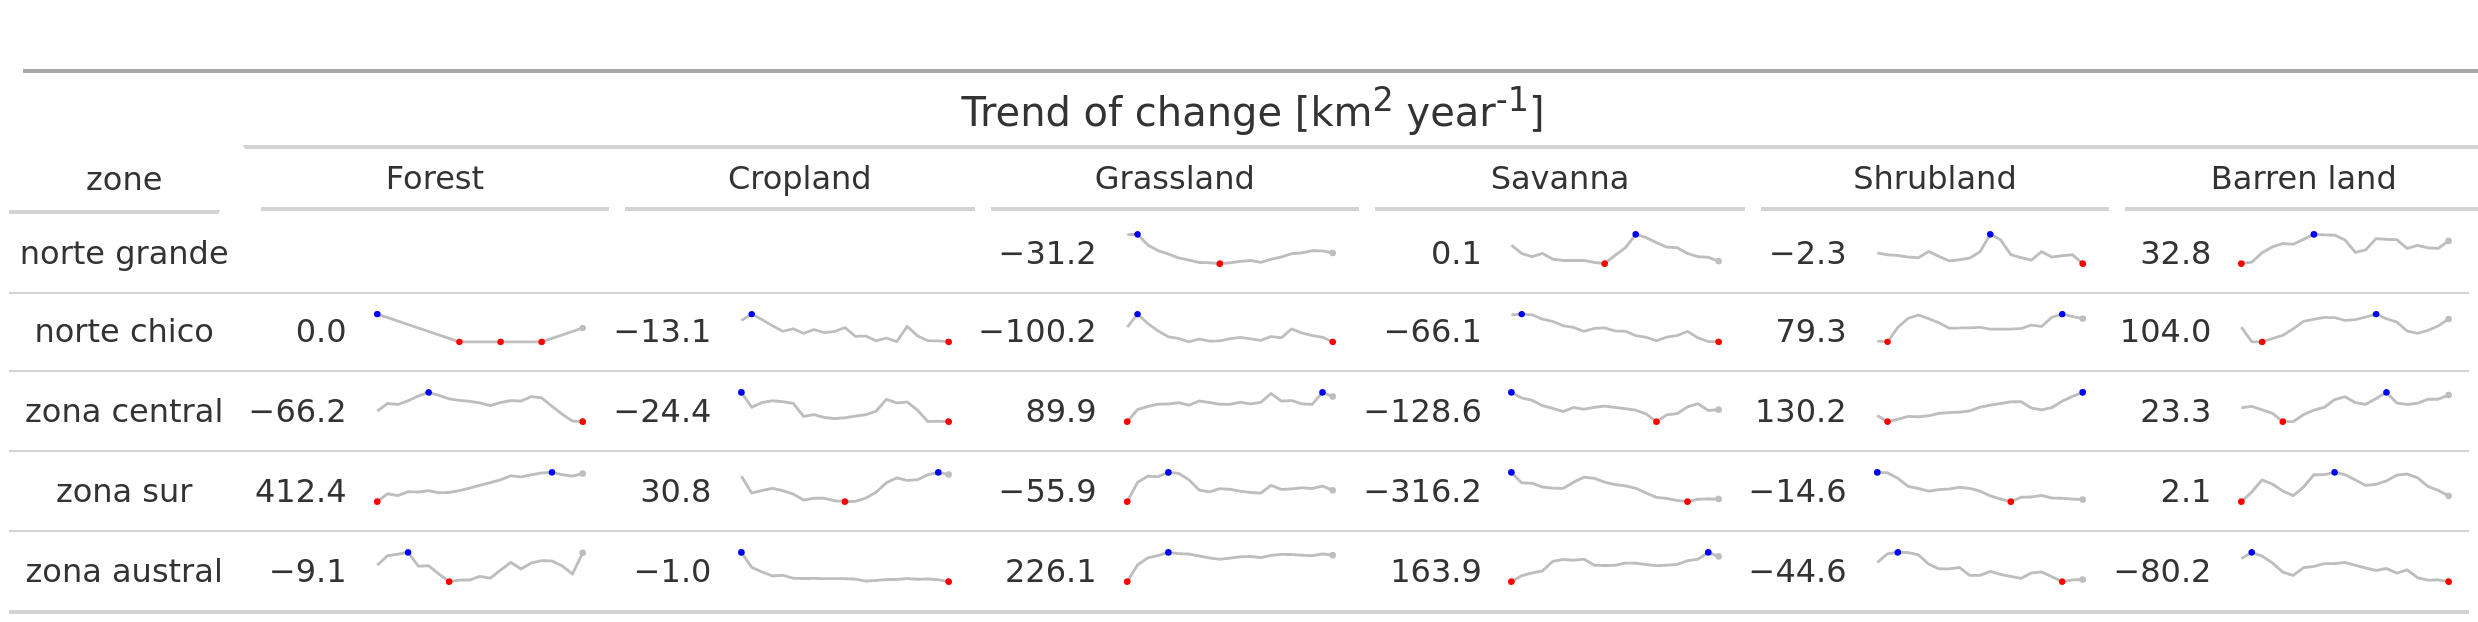 Trend of change [km² year⁻¹]
zone Forest Cropland Grassland Savanna Shrubland Barren land
norte grande −31.2 0.1 −2.3 32.8
norte chico 0.0 −13.1 −100.2 −66.1 79.3 104.0
zona central −66.2 −24.4 89.9 −128.6 130.2 23.3
zona sur 412.4 30.8 −55.9 −316.2 −14.6 2.1
zona austral −9.1 −1.0 226.1 163.9 −44.6 −80.2